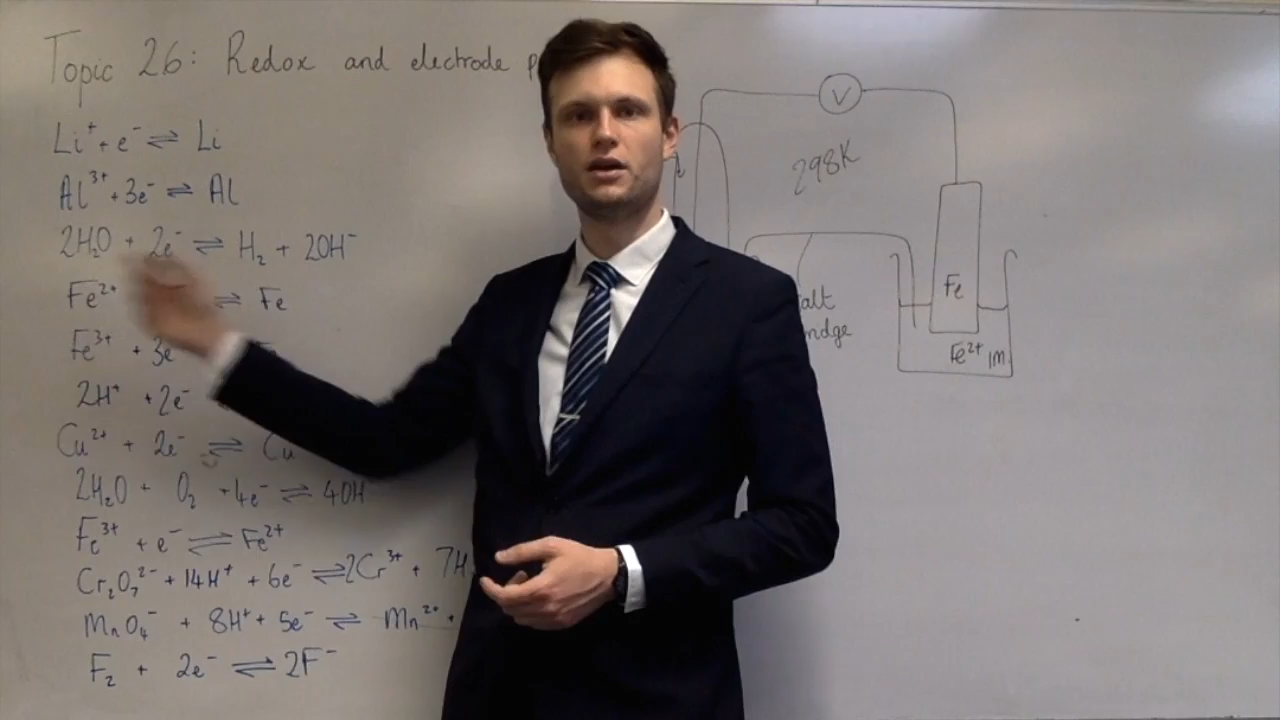 Topic 26: Redox and electrode
Li⁺ + e⁻ ⇌ Li
Al³⁺ + 3e⁻ ⇌ Al
2H₂O + 2e⁻ ⇌ H₂ + 2OH⁻
Fe²⁺ ⇌ Fe
Fe³⁺ + 3e
2H⁺ + 2e⁻
Cu²⁺ + 2e⁻ ⇌ Cu
2H₂O + O₂ + 4e⁻ ⇌ 4OH
Fe³⁺ + e⁻ ⇌ Fe²⁺
Cr₂O₇²⁻ + 14H⁺ + 6e⁻ ⇌ 2Cr³⁺ + 7H
MnO₄⁻ + 8H⁺ + 5e⁻ ⇌ Mn²⁺ +
F₂ + 2e⁻ ⇌ 2F⁻
V
298K
Fe
Fe²⁺ 1M